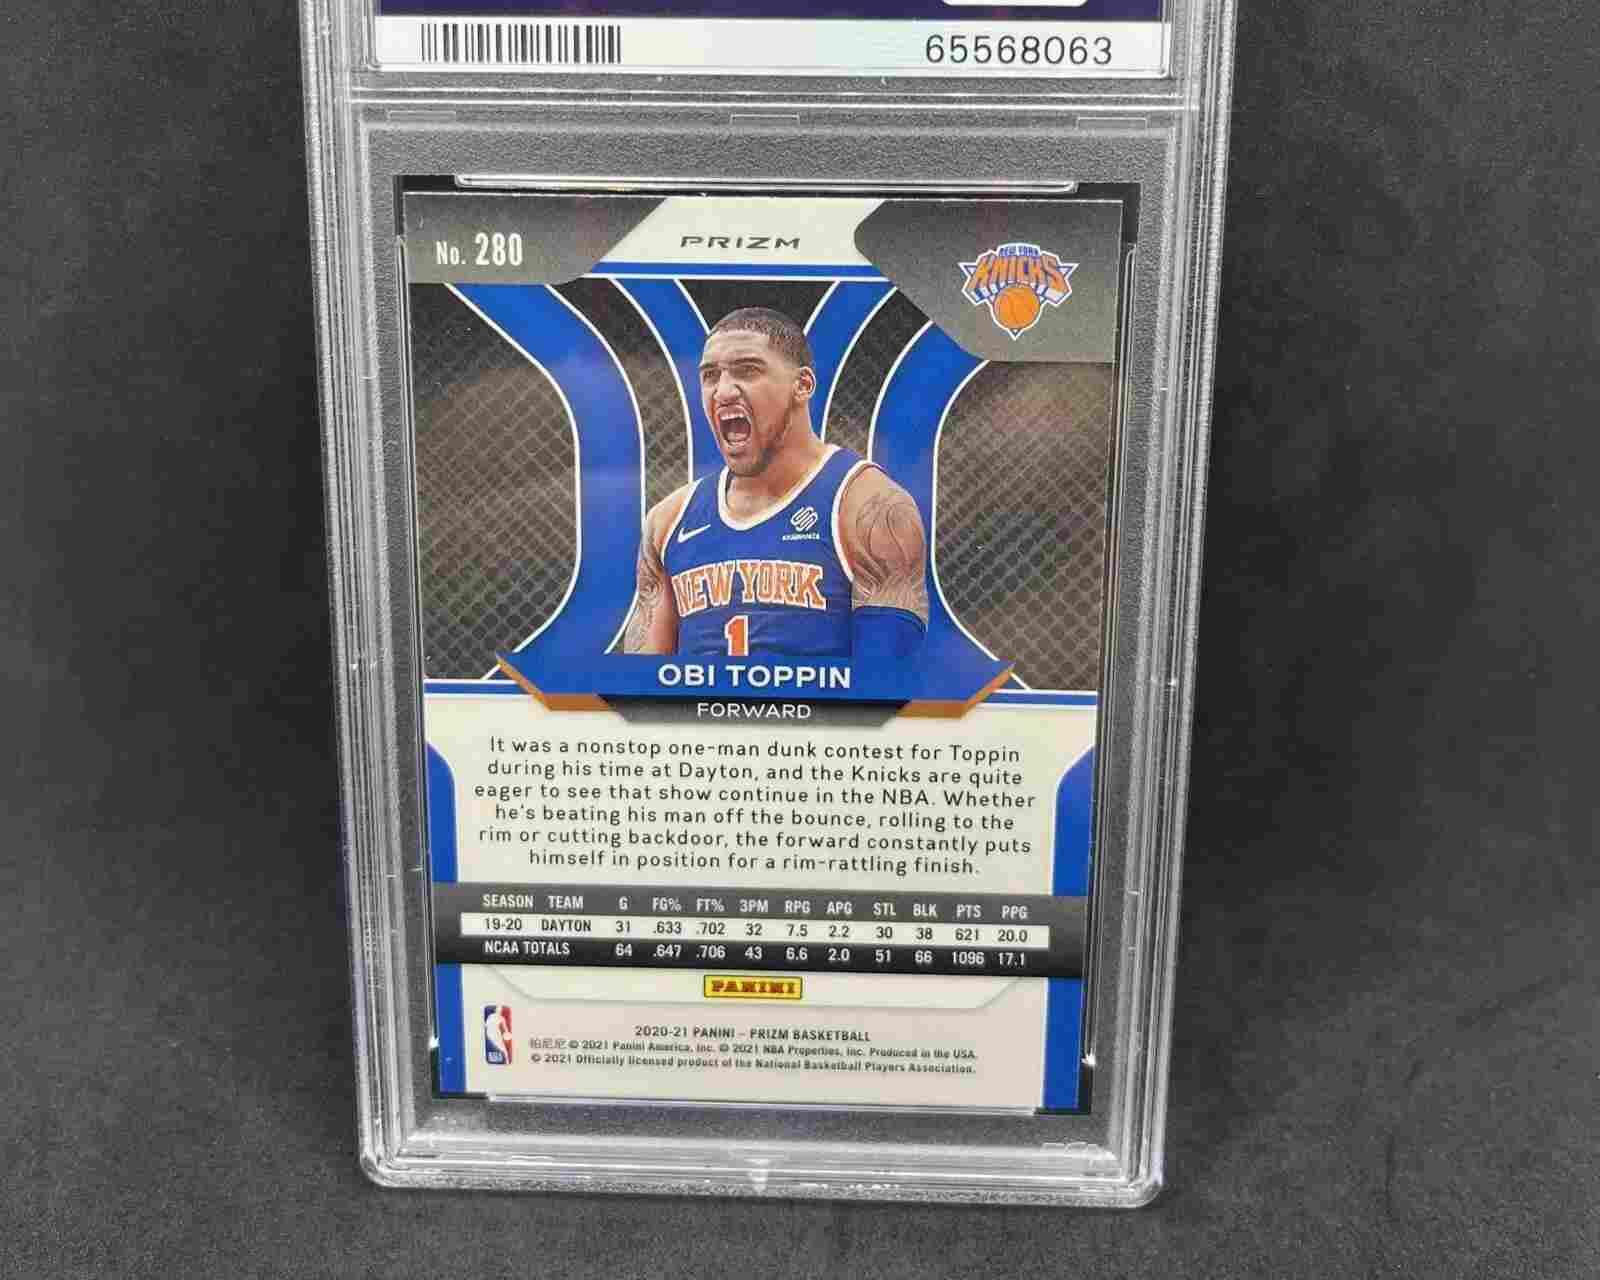 65568063
No. 280
PRIZM
NEW YORK
KNICKS
NEW YORK
1
OBI TOPPIN
FORWARD
It was a nonstop one-man dunk contest for Toppin
during his time at Dayton, and the Knicks are quite
eager to see that show continue in the NBA. Whether
he's beating his man off the bounce, rolling to the
rim or cutting backdoor, the forward constantly puts
himself in position for a rim-rattling finish.
SEASON TEAM G FG% FT% 3PM RPG APG STL BLK PTS PPG
19-20 DAYTON 31 .633 .702 32 7.5 2.2 30 38 621 20.0
NCAA TOTALS 64 .647 .706 43 6.6 2.0 51 66 1096 17.1
PANINI
NBA
2020-21 PANINI - PRIZM BASKETBALL
帕尼尼 © 2021 Panini America, Inc. © 2021 NBA Properties, Inc. Produced in the USA.
© 2021 Officially licensed product of the National Basketball Players Association.